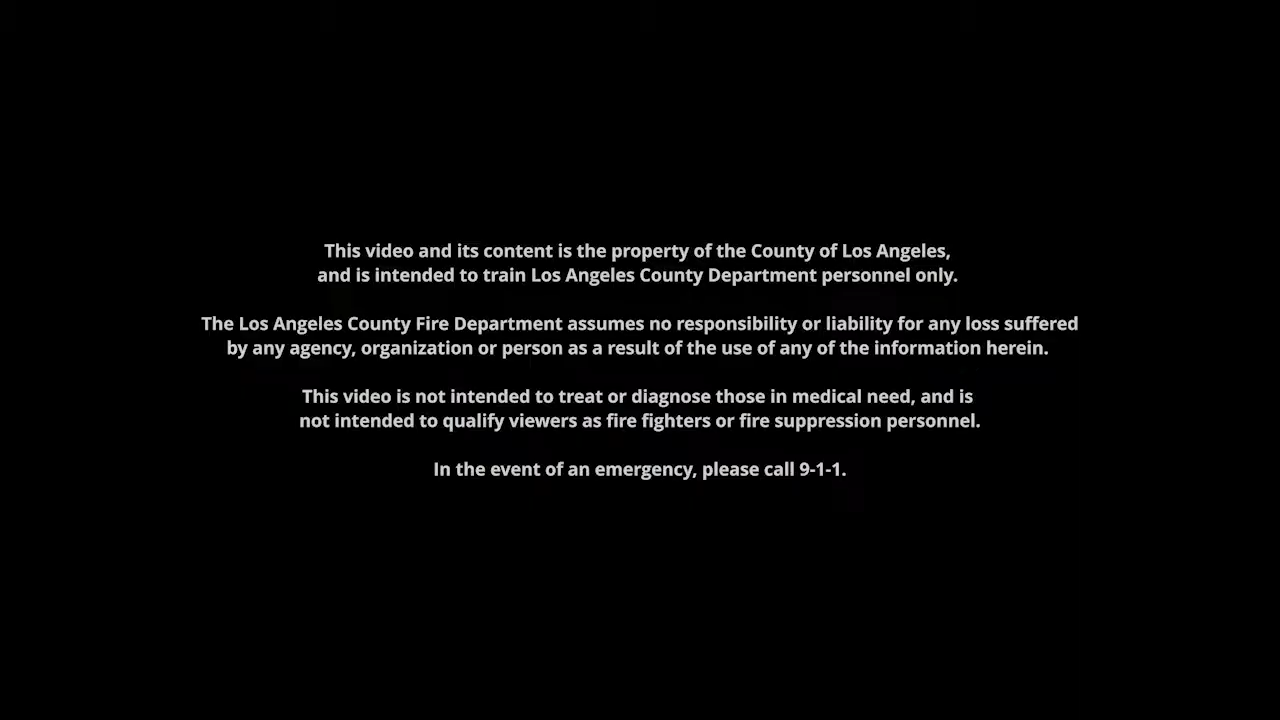 This video and its content is the property of the County of Los Angeles,
and is intended to train Los Angeles County Department personnel only.
The Los Angeles County Fire Department assumes no responsibility or liability for any loss suffered
by any agency, organization or person as a result of the use of any of the information herein.
This video is not intended to treat or diagnose those in medical need, and is
not intended to qualify viewers as fire fighters or fire suppression personnel.
In the event of an emergency, please call 9-1-1.